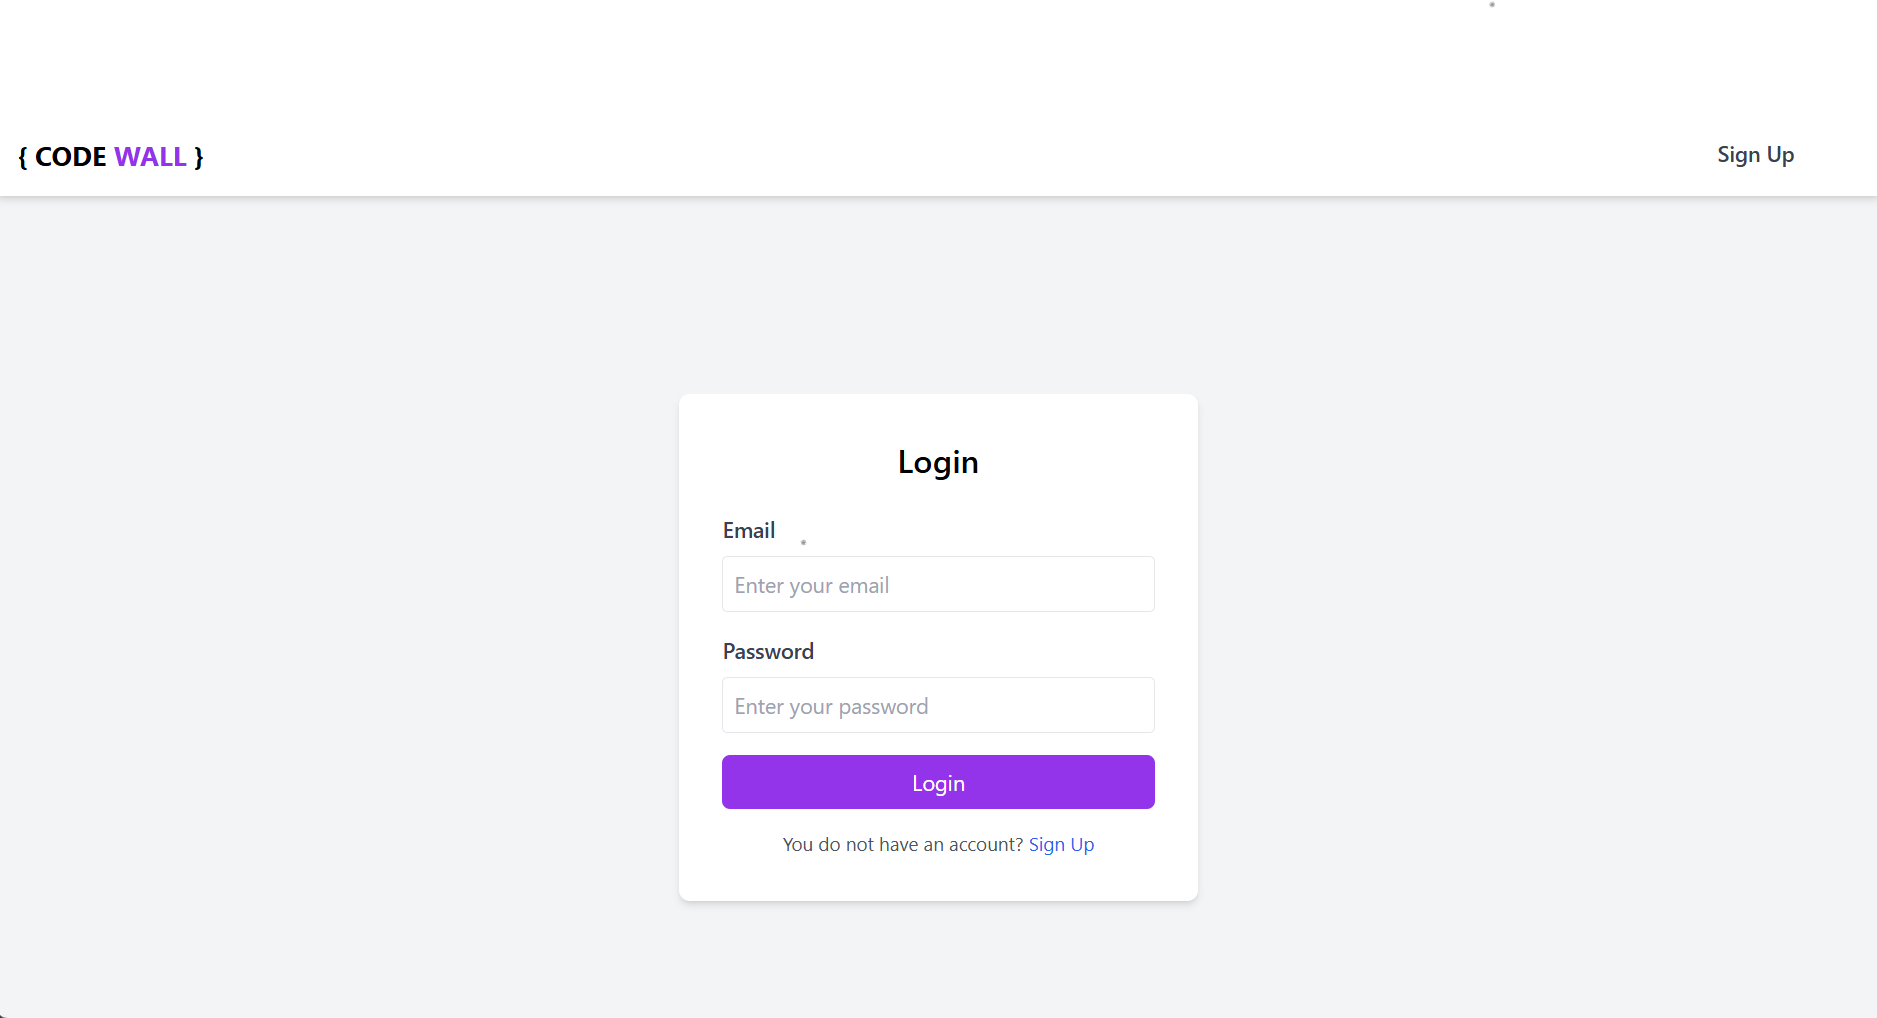 { CODE WALL }
Sign Up
Login
Email
Enter your email
Password
Enter your password
Login
You do not have an account? Sign Up